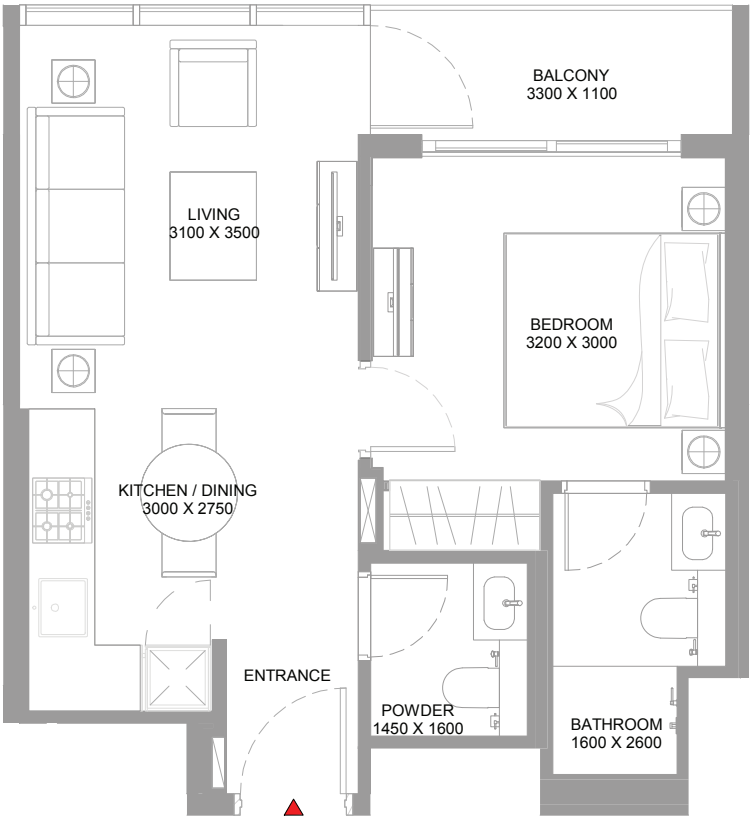 BALCONY
3300 X 1100
LIVING
3100 X 3500
BEDROOM
3200 X 3000
KITCHEN / DINING
3000 X 2750
ENTRANCE
POWDER
1450 X 1600
BATHROOM
1600 X 2600